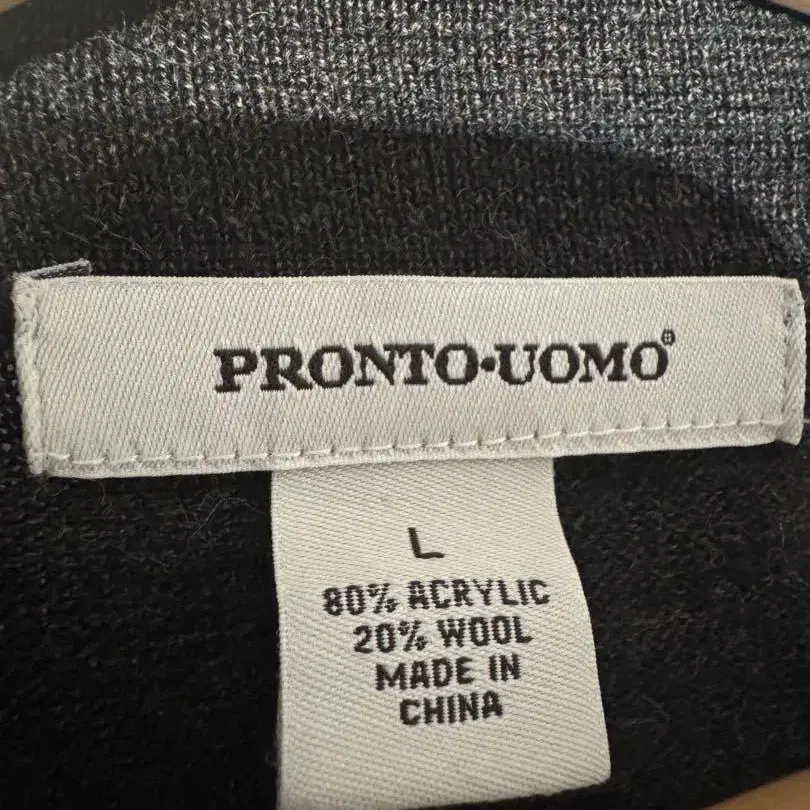 PRONTO•UOMO®
L
80% ACRYLIC
20% WOOL
MADE IN
CHINA